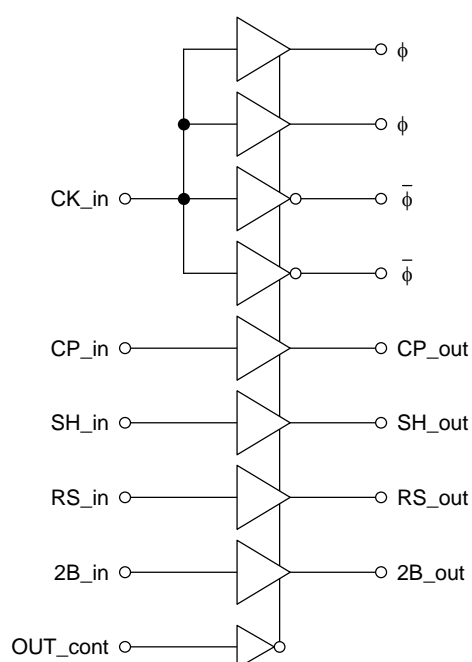 ϕ
ϕ
CK_in ϕ̅
ϕ̅
CP_in CP_out
SH_in SH_out
RS_in RS_out
2B_in 2B_out
OUT_cont